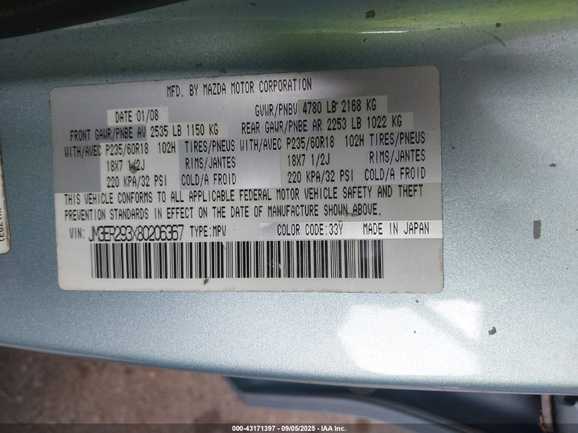 MFD. BY MAZDA MOTOR CORPORATION
DATE 01/08 GVWR/PNBV 4780 LB 2168 KG
FRONT GAWR/PNBE AV 2535 LB 1150 KG REAR GAWR/PNBE AR 2253 LB 1022 KG
WITH/AVEC P235/60R18 102H TIRES/PNEUS WITH/AVEC P235/60R18 102H TIRES/PNEUS
18X7 1/2J RIMS/JANTES 18X7 1/2J RIMS/JANTES
220 KPA/32 PSI COLD/A FROID 220 KPA/32 PSI COLD/A FROID
THIS VEHICLE CONFORMS TO ALL APPLICABLE FEDERAL MOTOR VEHICLE SAFETY AND THEFT
PREVENTION STANDARDS IN EFFECT ON THE DATE OF MANUFACTURE SHOWN ABOVE.
VIN: JM3ER293X80206367 TYPE:MPV COLOR CODE:33Y MADE IN JAPAN
000-43171397 - 09/05/2025 - IAA Inc.